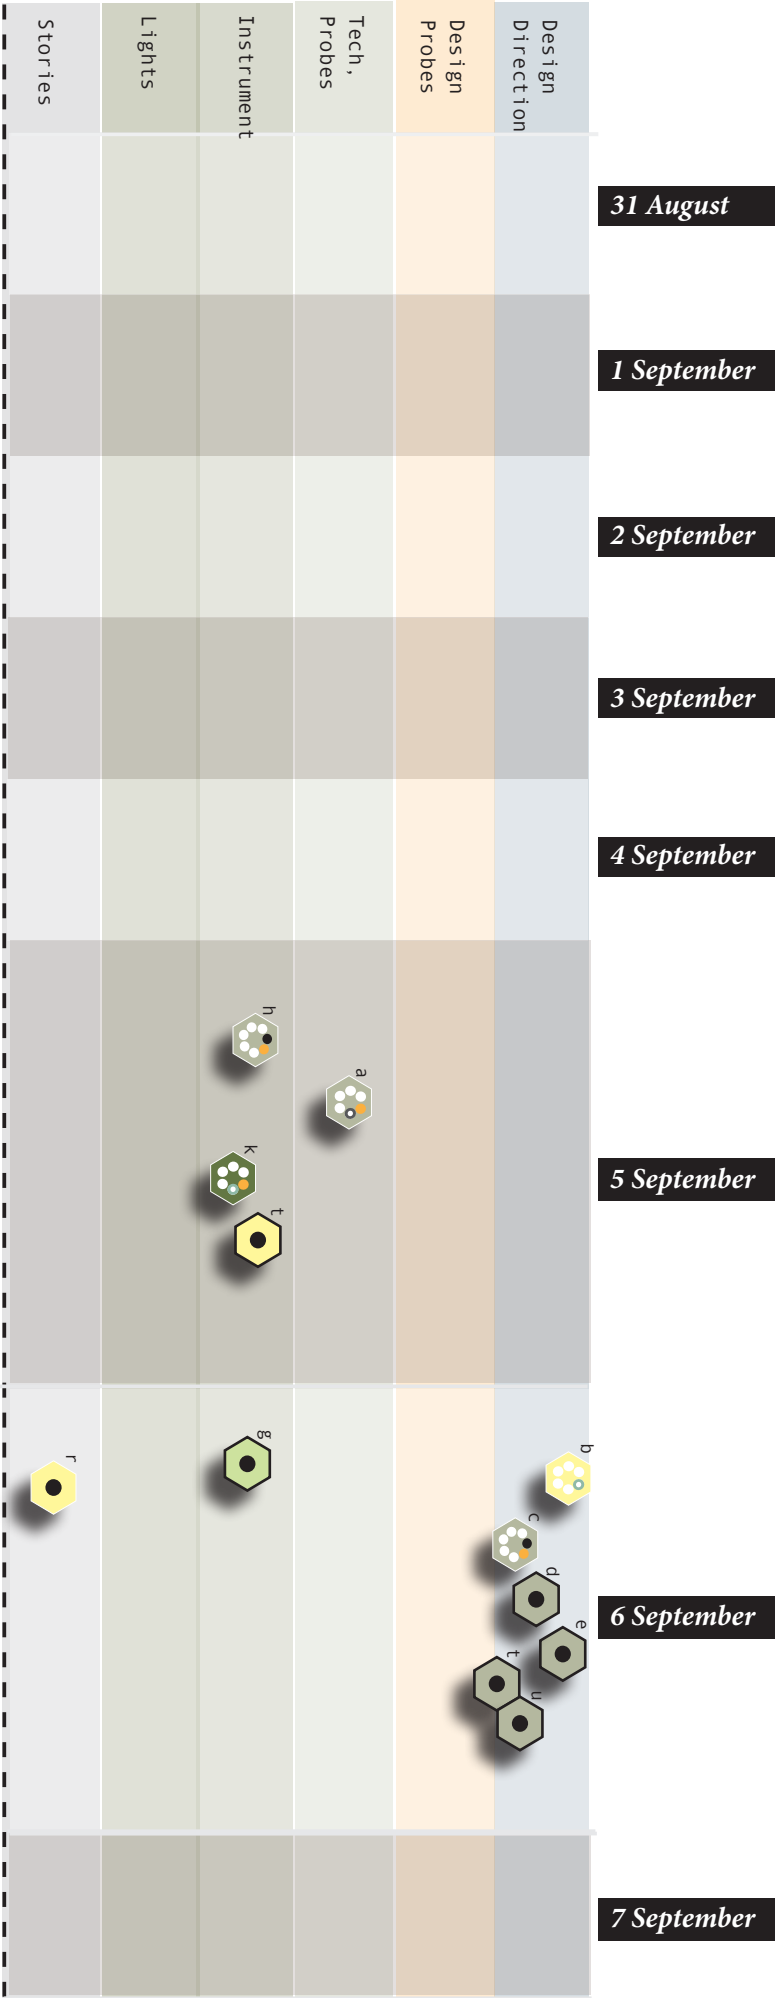 Stories
Lights
Instrument
Tech,
Probes
Design
Probes
Design
Direction
31 August
1 September
2 September
3 September
4 September
h
a
k
t
5 September
g
b
r
c
d
6 September
e
t
u
7 September